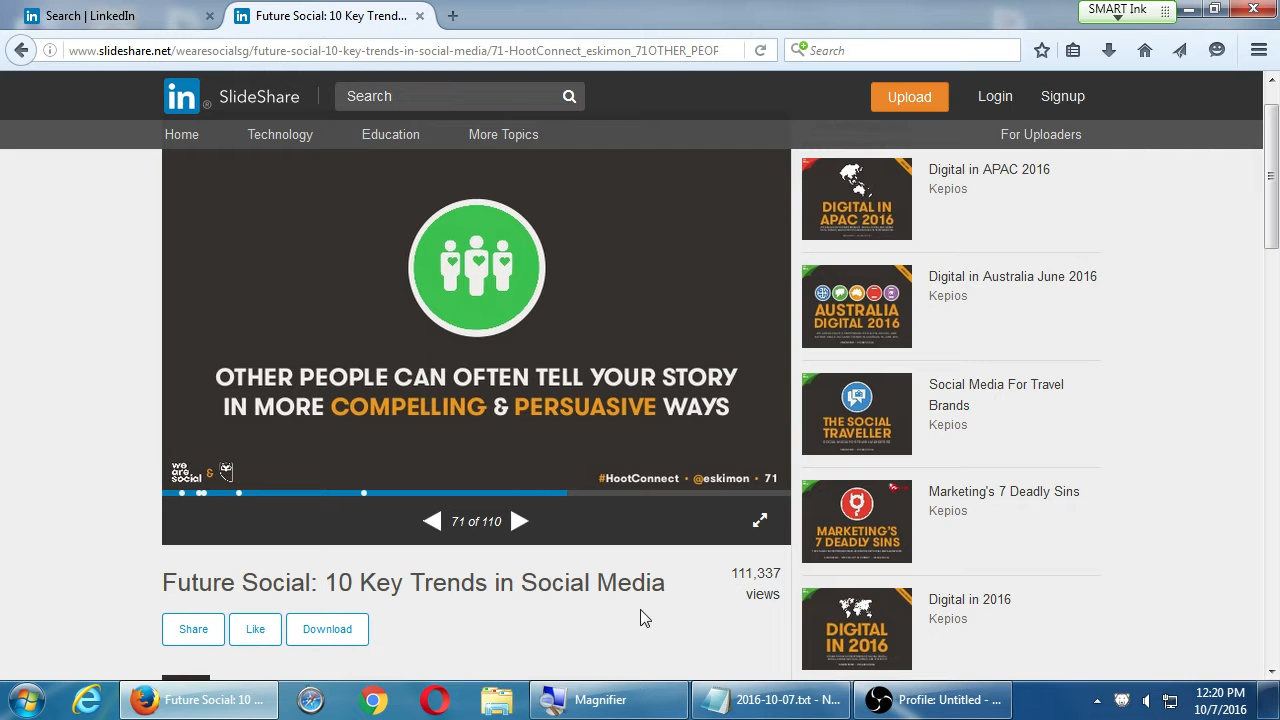 SMART Ink
Search | LinkedIn
Future Social: 10 Key Trend...
www.slideshare.net/wearesocialsg/future-social-10-key-trends-in-social-media/71-HootConnect_eskimon_71OTHER_PEOP
Search
in
SlideShare
Search
Upload
Login
Signup
Home
Technology
Education
More Topics
For Uploaders
OTHER PEOPLE CAN OFTEN TELL YOUR STORY
IN MORE COMPELLING & PERSUASIVE WAYS
we
are
social
&
#HootConnect • @eskimon • 71
71 of 110
Future Social: 10 Key Trends in Social Media
111,337
views
Share
Like
Download
DIGITAL IN
APAC 2016
Digital in APAC 2016
Kepios
AUSTRALIA
DIGITAL 2016
Digital in Australia June 2016
Kepios
THE SOCIAL
TRAVELLER
Social Media For Travel
Brands
Kepios
MARKETING'S
7 DEADLY SINS
Marketing's 7 Deadly Sins
Kepios
DIGITAL
IN 2016
Digital in 2016
Kepios
Future Social: 10 ...
Magnifier
2016-10-07.txt - N...
Profile: Untitled - ...
12:20 PM
10/7/2016